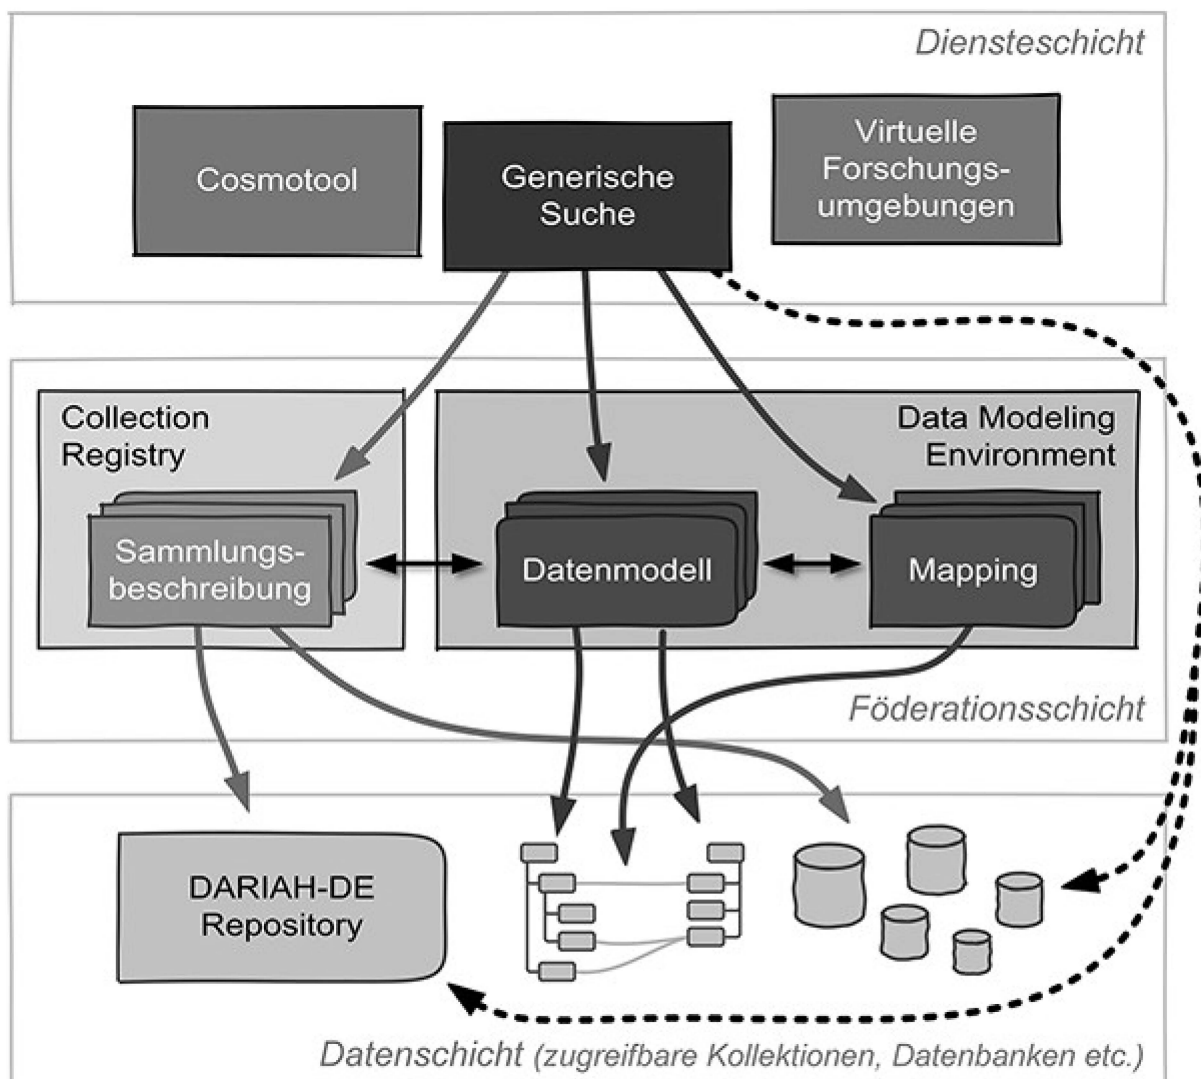 Diensteschicht
Cosmotool
Generische
Suche
Virtuelle
Forschungs-
umgebungen
Collection
Registry
Data Modeling
Environment
Sammlungs-
beschreibung
Datenmodell
Mapping
Föderationsschicht
DARIAH-DE
Repository
Datenschicht (zugreifbare Kollektionen, Datenbanken etc.)